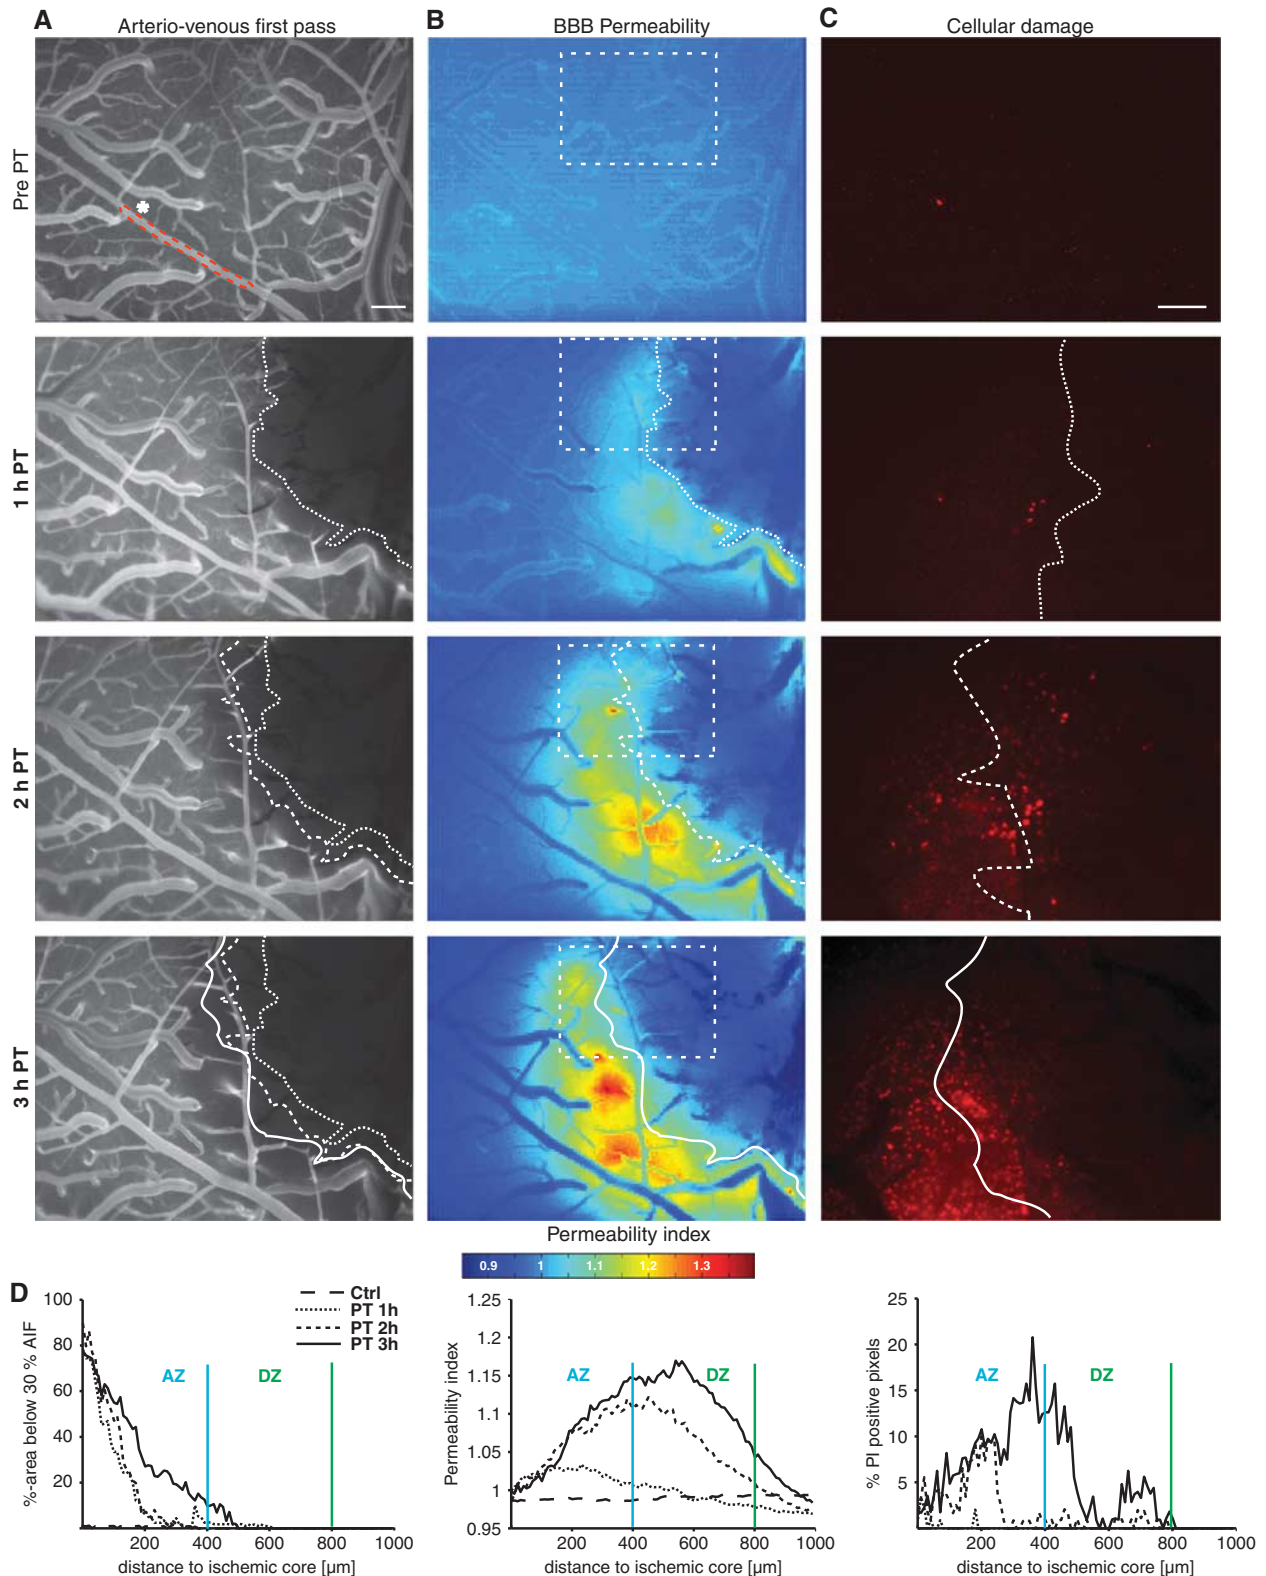 A Arterio-venous first pass
B BBB Permeability
C Cellular damage
Pre PT
*
1 h PT
2 h PT
3 h PT
Permeability index
0.9 1 1.1 1.2 1.3
D
Ctrl
PT 1h
PT 2h
PT 3h
%-area below 30 % AIF
100
80
60
40
20
AZ DZ
200 400 600 800 1000
distance to ischemic core [µm]
Permeability index
1.25
1.2
1.15
1.1
1.05
1
0.95
AZ DZ
0 200 400 600 800 1000
distance to ischemic core [µm]
% PI positive pixels
25
20
15
10
5
AZ DZ
200 400 600 800 1000
distance to ischemic core [µm]